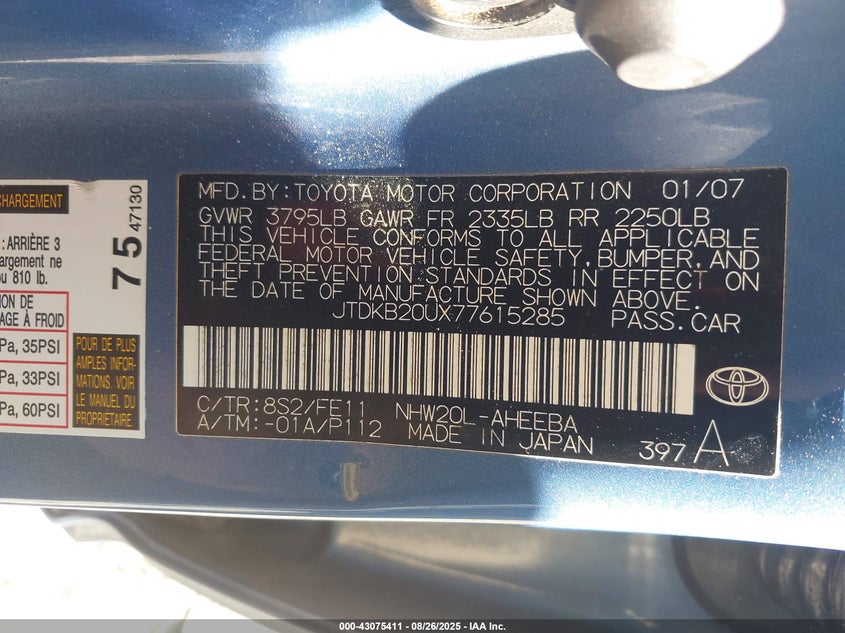 CHARGEMENT
: ARRIÈRE 3
argement ne
ou 810 lb.
75
47130
ION DE
AGE À FROID
Pa, 35PSI
Pa, 33PSI
Pa, 60PSI
POUR DE PLUS
AMPLES INFOR-
MATIONS. VOIR
LE MANUEL DU
PROPRIÉTAIRE
MFD.BY:TOYOTA MOTOR CORPORATION 01/07
GVWR 3795LB GAWR FR 2335LB RR 2250LB
THIS VEHICLE CONFORMS TO ALL APPLICABLE
FEDERAL MOTOR VEHICLE SAFETY,BUMPER,AND
THEFT PREVENTION STANDARDS IN EFFECT ON
THE DATE OF MANUFACTURE SHOWN ABOVE.
JTDKB20UX77615285 PASS.CAR
C/TR:8S2/FE11 NHW20L-AHEEBA
A/TM:-01A/P112 MADE IN JAPAN 397 A
000-43075411 - 08/26/2025 - IAA Inc.